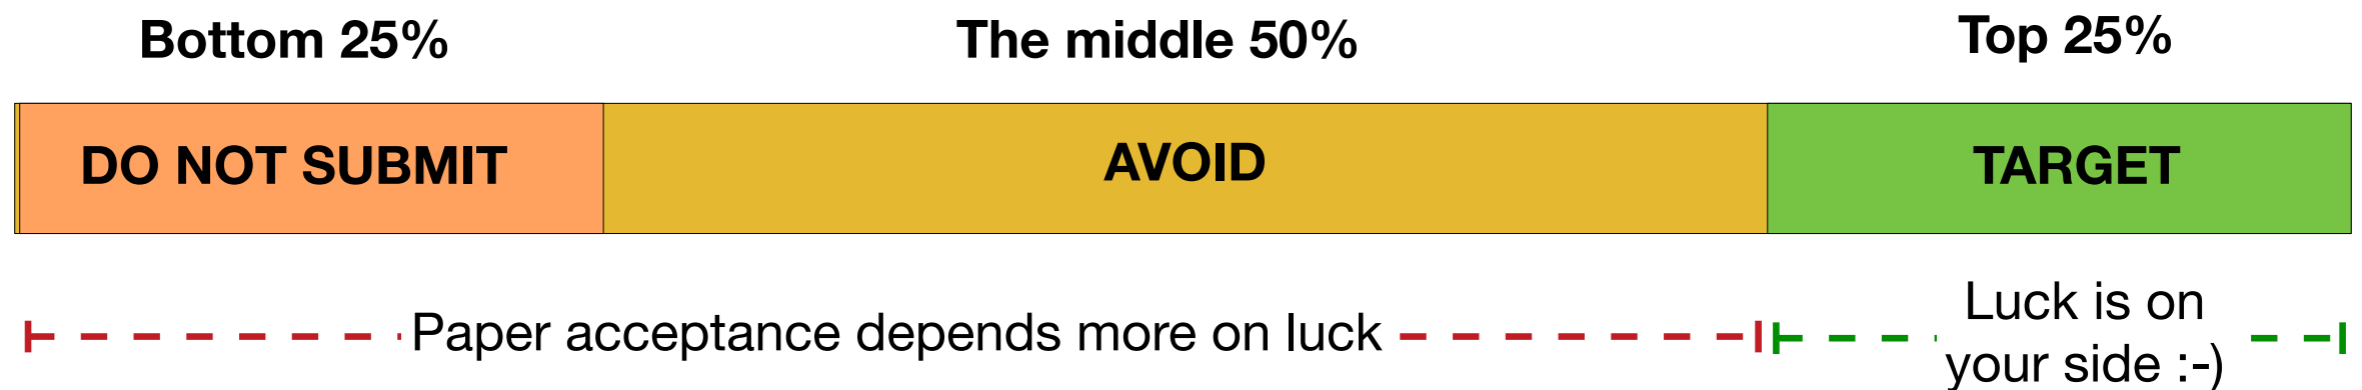 Bottom 25%
The middle 50%
Top 25%
DO NOT SUBMIT
AVOID
TARGET
Paper acceptance depends more on luck
Luck is on
your side :-)